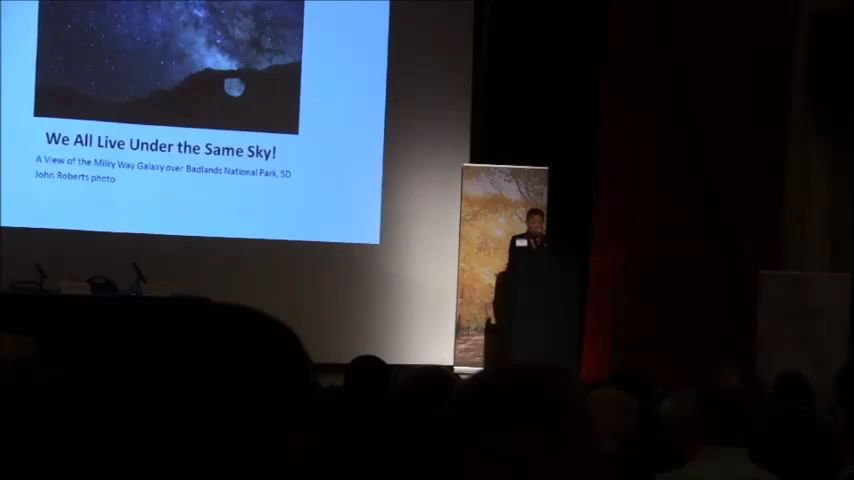 We All Live Under the Same Sky!
A View of the Milky Way Galaxy over Badlands National Park, SD
John Roberts photo